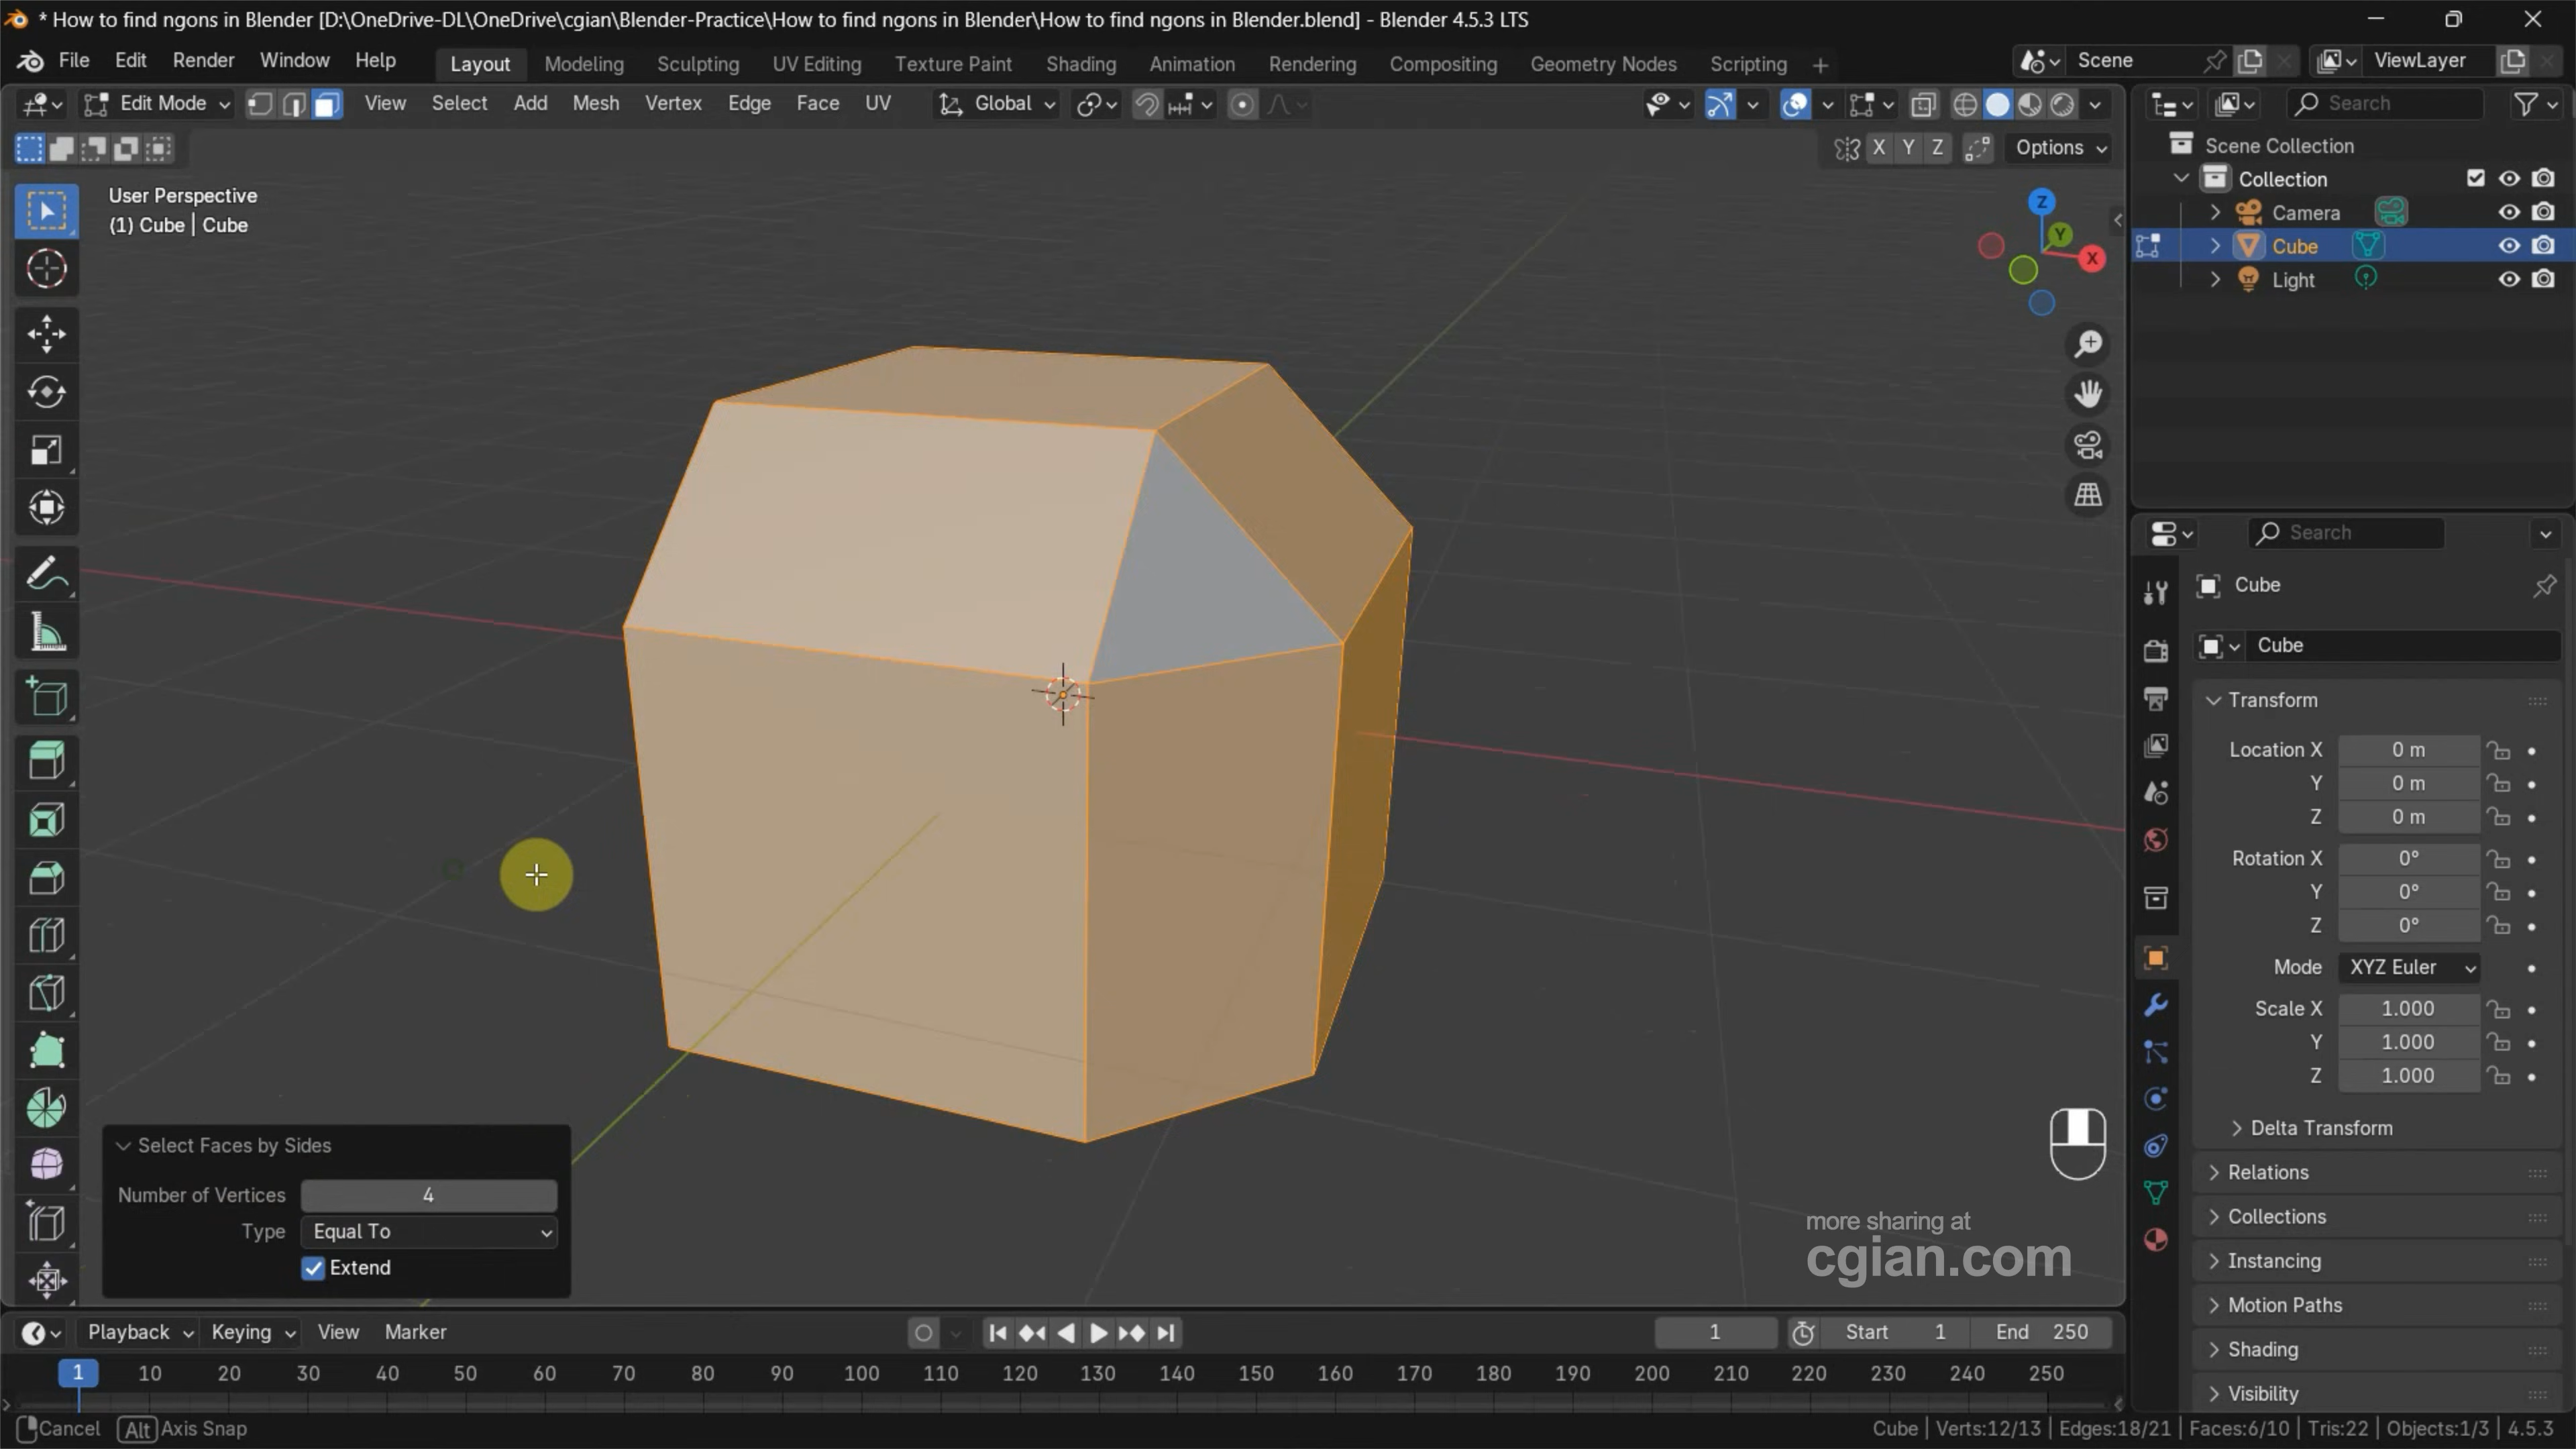 * How to find ngons in Blender [D:\OneDrive-DL\OneDrive\cgian\Blender-Practice\How to find ngons in Blender\How to find ngons in Blender.blend] - Blender 4.5.3 LTS
File Edit Render Window Help Layout Modeling Sculpting UV Editing Texture Paint Shading Animation Rendering Compositing Geometry Nodes Scripting + Scene ViewLayer
Edit Mode View Select Add Mesh Vertex Edge Face UV Global Search
X Y Z Options
User Perspective
(1) Cube | Cube
Z
Y
X
Scene Collection
Collection
Camera
Cube
Light
Search
Cube
Cube
Transform
Location X 0 m
Y 0 m
Z 0 m
Rotation X 0°
Y 0°
Z 0°
Mode XYZ Euler
Scale X 1.000
Y 1.000
Z 1.000
Delta Transform
Relations
Collections
Instancing
Motion Paths
Shading
Visibility
Select Faces by Sides
Number of Vertices 4
Type Equal To
Extend
more sharing at
cgian.com
Playback Keying View Marker 1 Start 1 End 250
1 10 20 30 40 50 60 70 80 90 100 110 120 130 140 150 160 170 180 190 200 210 220 230 240 250
Cancel Alt Axis Snap Cube | Verts:12/13 | Edges:18/21 | Faces:6/10 | Tris:22 | Objects:1/3 | 4.5.3